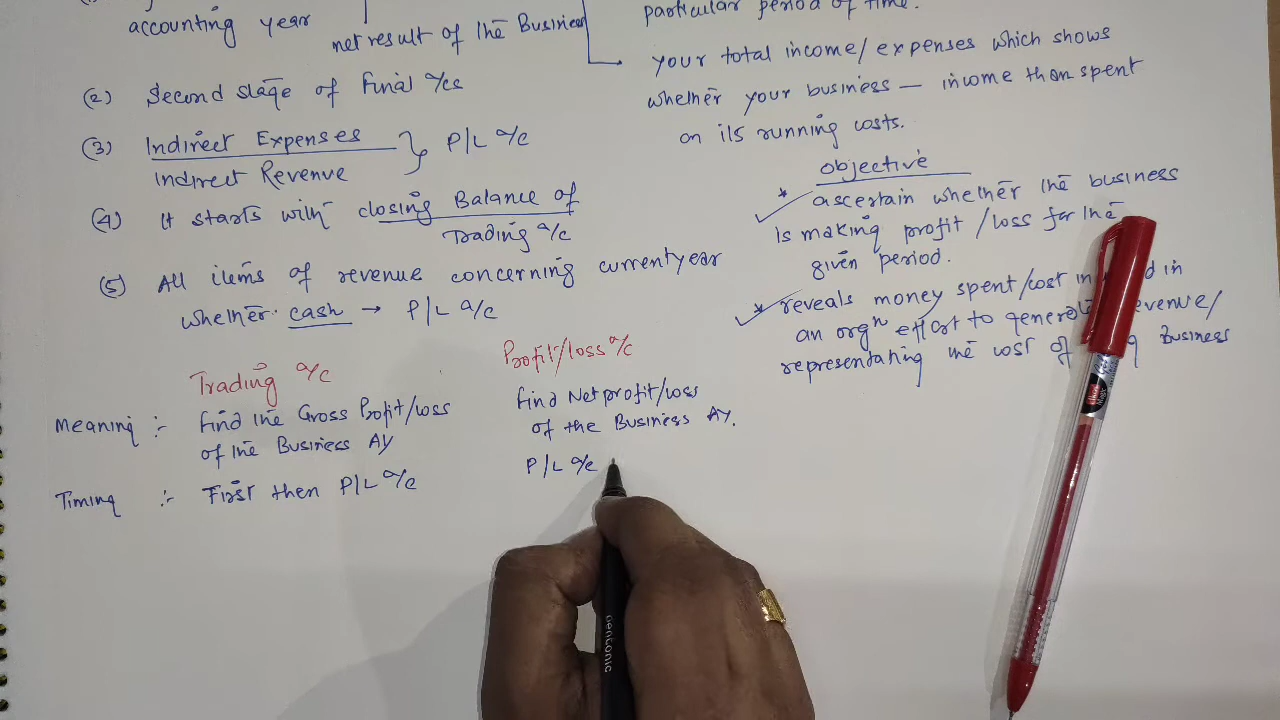 accounting year
net result of the Business
(2) Second stage of Final A/cs
(3) Indirect Expenses
Indirect Revenue
P/L A/c
(4) It starts with closing Balance of
Trading A/c
(5) All items of revenue concerning current year
whether cash → P/L a/c
particular period of time.
your total income/expenses which shows
whether your business — income than spent
on its running costs.
objective
* ascertain whether the business
is making profit/loss for the
given period.
* reveals money spent/cost in
an orgn effort to revenue/
representating the cost of Business
Trading A/c
Profit/loss A/c
Meaning :- find the Gross Profit/loss
of the Business AY
find Net profit/loss
of the Business AY.
Timing :- First then P/L A/c
P/L A/c
pentonic